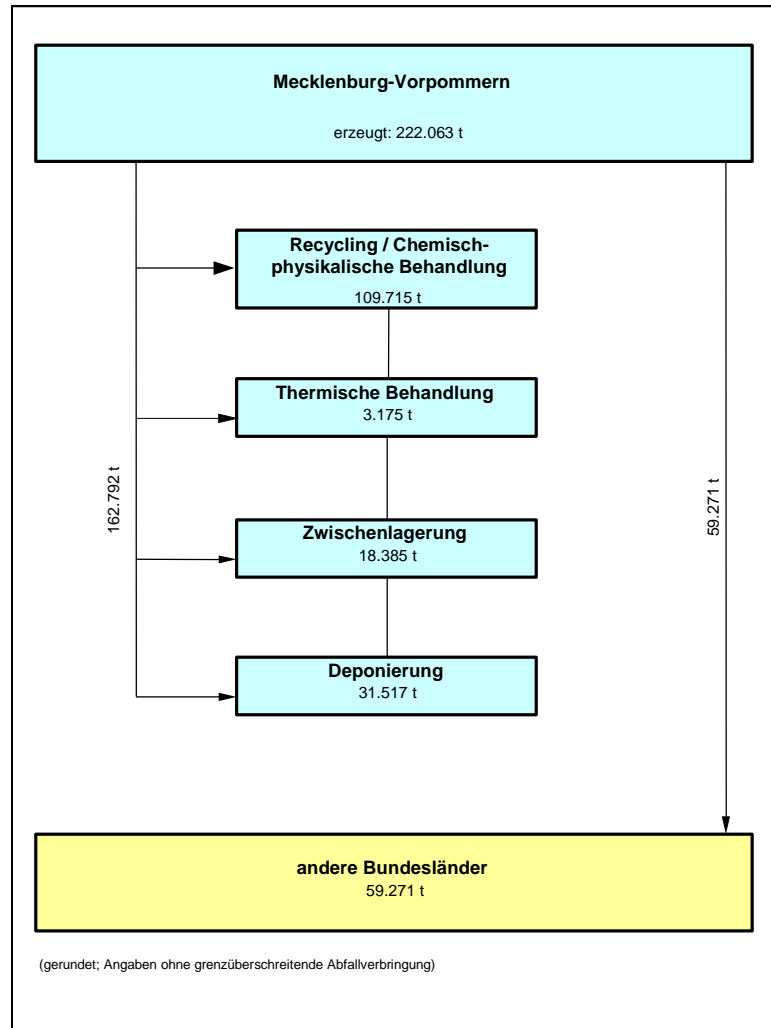 Mecklenburg-Vorpommern
erzeugt: 222.063 t
Recycling / Chemisch-
physikalische Behandlung
109.715 t
Thermische Behandlung
3.175 t
162.792 t
59.271 t
Zwischenlagerung
18.385 t
Deponierung
31.517 t
andere Bundesländer
59.271 t
(gerundet; Angaben ohne grenzüberschreitende Abfallverbringung)